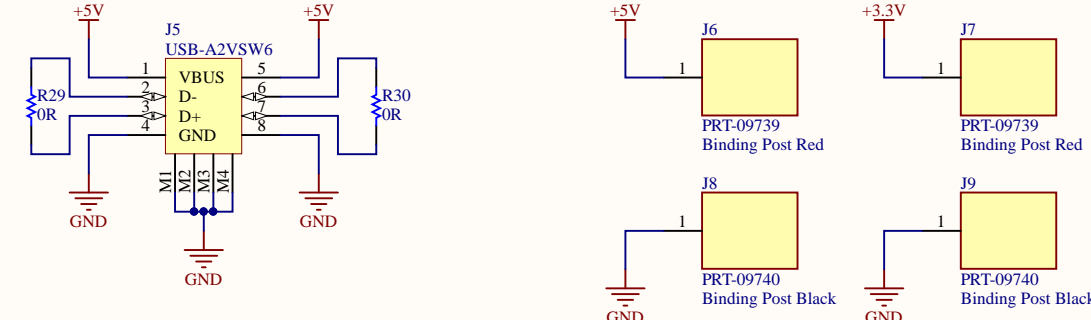 +5V
+5V
+5V
+3.3V
J5
USB-A2VSW6
J6
J7
1
VBUS
5
1
1
R29
0R
2
D-
6
R30
0R
3
D+
7
4
GND
8
PRT-09739
Binding Post Red
PRT-09739
Binding Post Red
M1
M2
M3
M4
J8
J9
GND
GND
1
1
GND
PRT-09740
Binding Post Black
PRT-09740
Binding Post Black
GND
GND